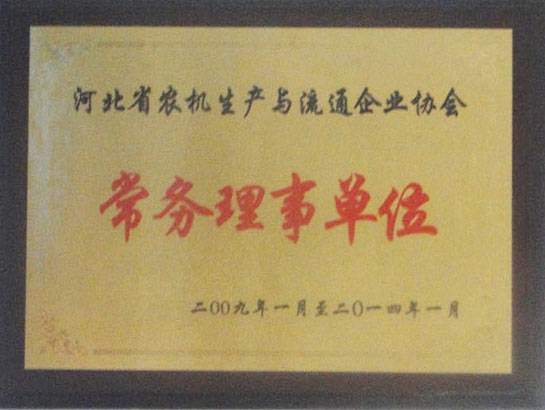 河北省农机生产与流通企业协会
常务理事单位
二00九年一月至二0一四年一月